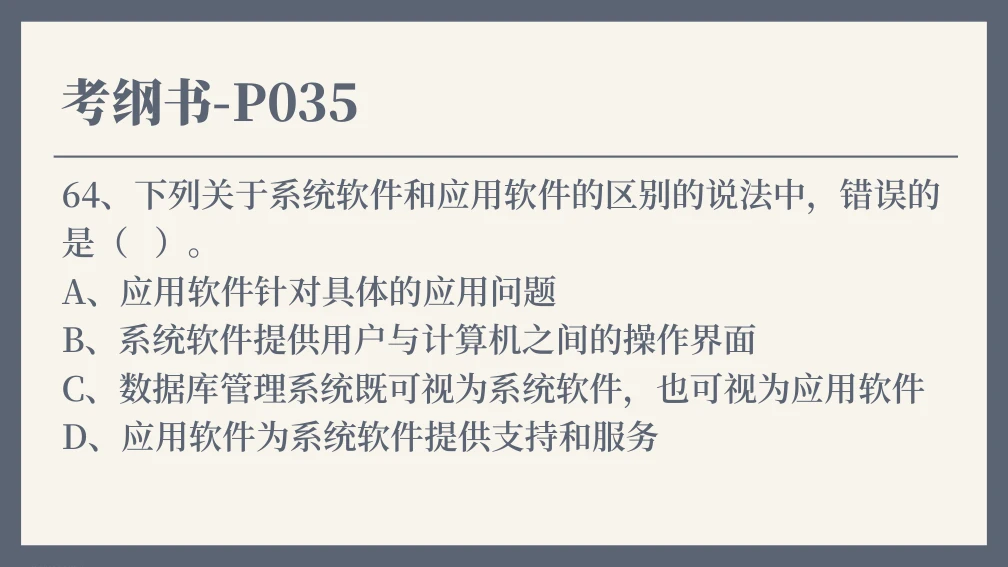 考纲书-P035
64、下列关于系统软件和应用软件的区别的说法中，错误的
是（  ）。
A、应用软件针对具体的应用问题
B、系统软件提供用户与计算机之间的操作界面
C、数据库管理系统既可视为系统软件，也可视为应用软件
D、应用软件为系统软件提供支持和服务